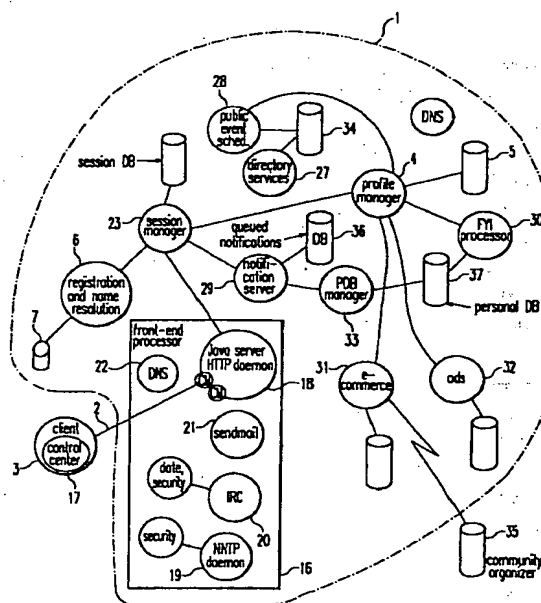 1
28
public
event
sched.
34
DNS
session DB
directory
services
27
4
profile
manager
5
23
session
manager
queued
notifications
DB
36
FYI
processor
30
6
registration
and name
resolution
notifi-
cation
server
29
PDB
manager
33
37
personal DB
7
front-end
processor
22
DNS
Java server
HTTP daemon
18
31
e-
commerce
ads
32
2
client
control
center
3
17
21
sendmail
date,
security
IRC
20
security
NNTP
daemon
19
16
35
community
organizer